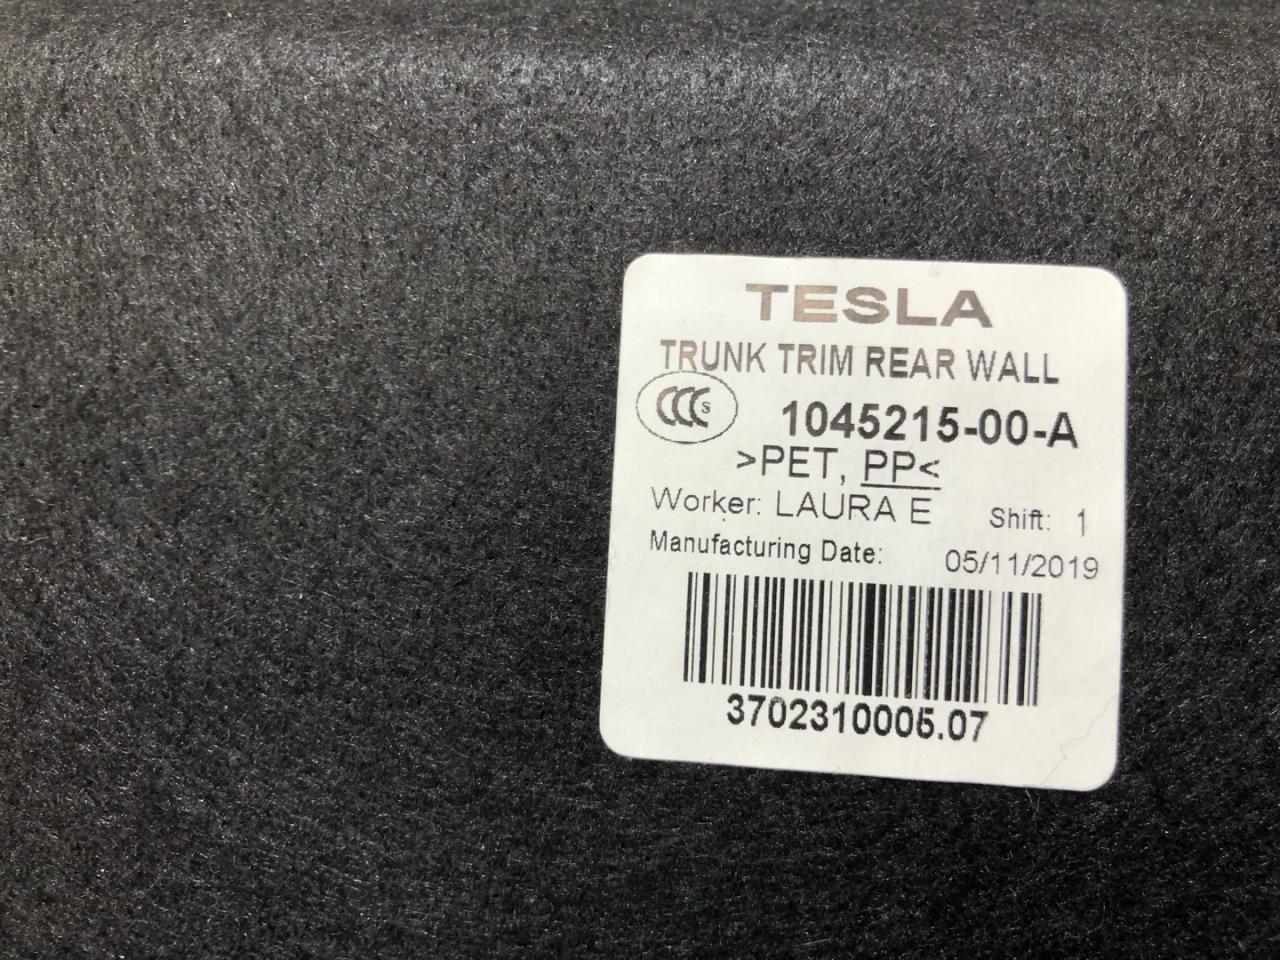 TESLA
TRUNK TRIM REAR WALL
CCC S
1045215-00-A
>PET, PP<
Worker: LAURA E Shift: 1
Manufacturing Date: 05/11/2019
3702310005.07